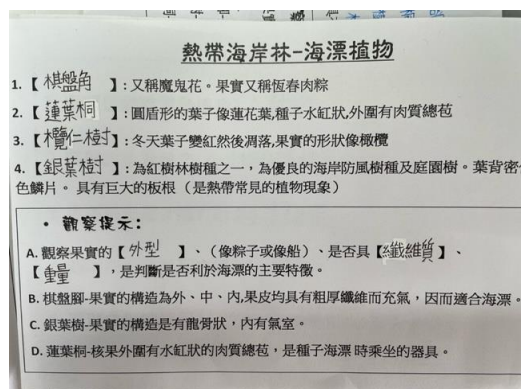 熱帶海岸林-海漂植物
1.【棋盤角】:又稱魔鬼花。果實又稱恆春肉粽
2.【蓮葉桐】:圓盾形的葉子像蓮花葉,種子水缸狀,外圍有肉質總苞
3.【欖仁樹】:冬天葉子變紅然後凋落,果實的形狀像橄欖
4.【銀葉樹】:為紅樹林樹種之一,為優良的海岸防風樹種及庭園樹。葉背密
色鱗片。具有巨大的板根(是熱帶常見的植物現象)
• 觀察提示:
A. 觀察果實的【外型】、(像粽子或像船)、是否具【纖維質】、
【重量】,是判斷是否利於海漂的主要特徵。
B. 棋盤腳-果實的構造為外、中、內,果皮均具有粗厚纖維而充氣,因而適合海漂。
C. 銀葉樹-果實的構造是有龍骨狀,內有氣室。
D. 蓮葉桐-核果外圍有水缸狀的肉質總苞,是種子海漂時乘坐的器具。